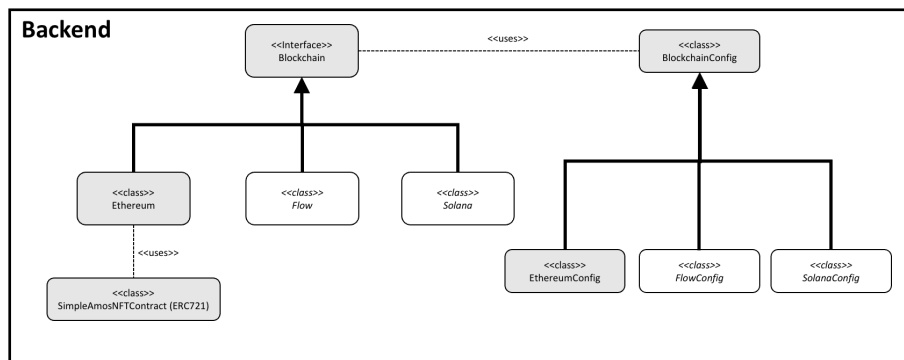 Backend
<<Interface>>
Blockchain
<<uses>>
<<class>>
BlockchainConfig
<<class>>
Ethereum
<<class>>
Flow
<<class>>
Solana
<<uses>>
<<class>>
SimpleAmosNFTContract (ERC721)
<<class>>
EthereumConfig
<<class>>
FlowConfig
<<class>>
SolanaConfig